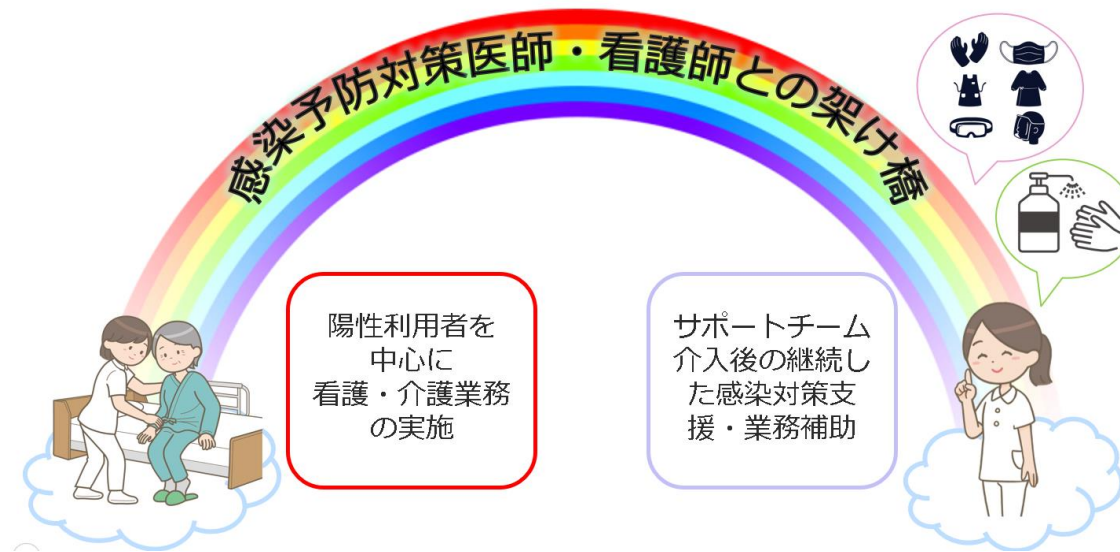 感染予防対策医師・看護師との架け橋
陽性利用者を
中心に
看護・介護業務
の実施
サポートチーム
介入後の継続し
た感染対策支
援・業務補助